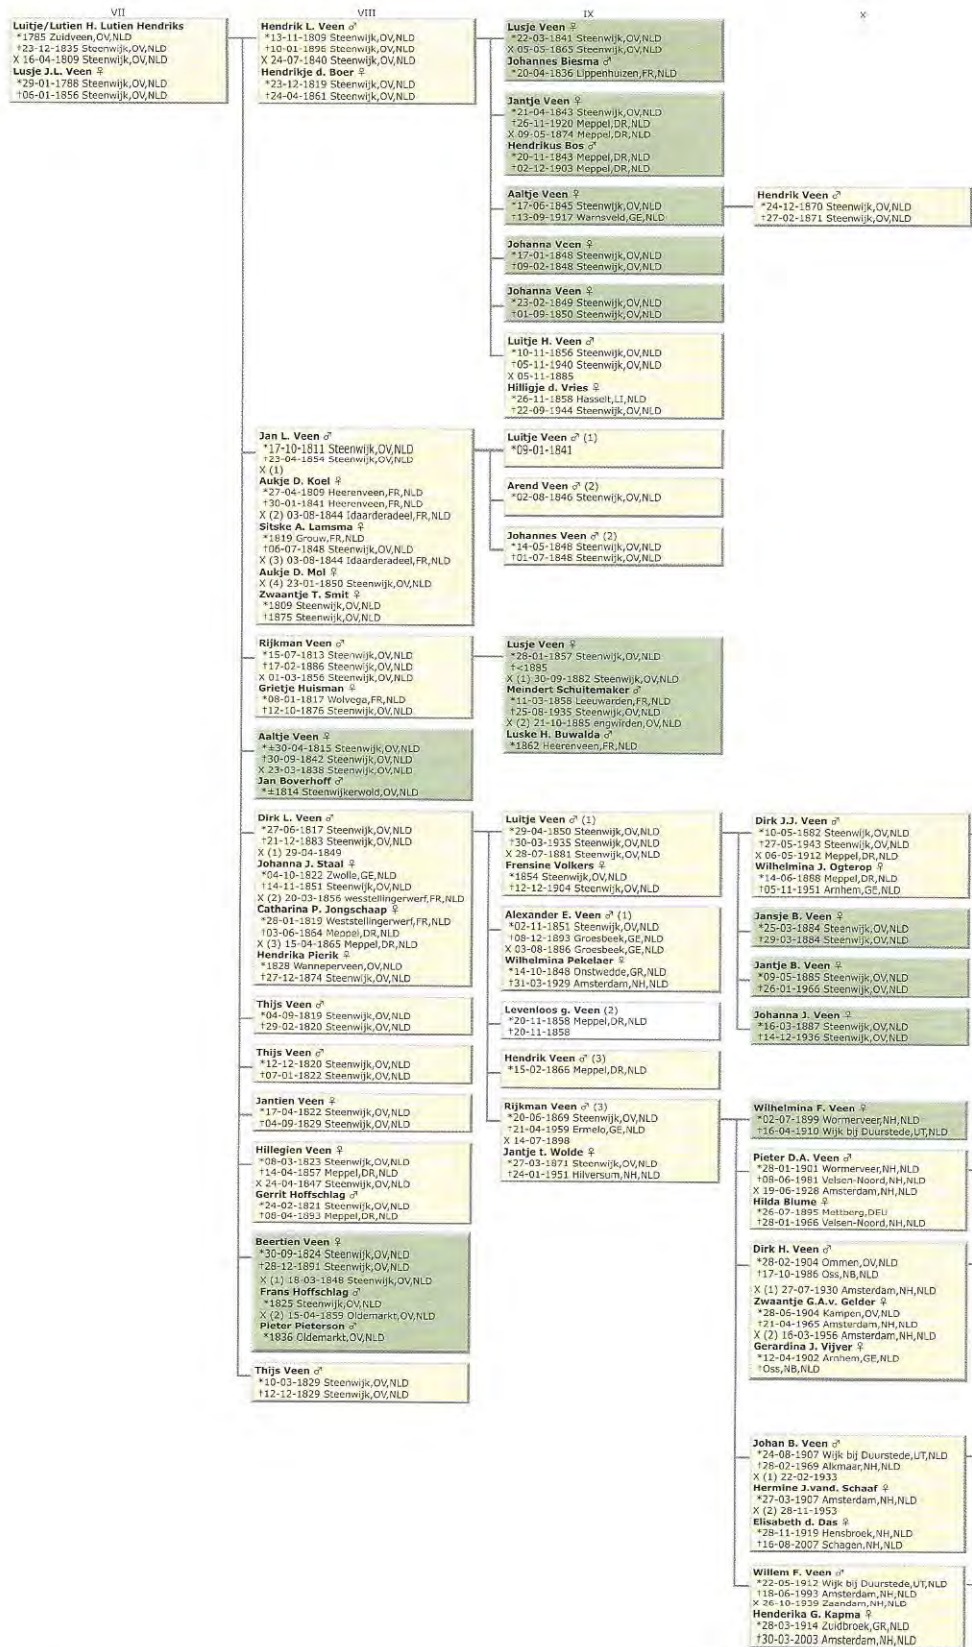 VII
VIII
IX
X
Luitje/Lutien H. Lutien Hendriks
*1785 Zuidveen,OV,NLD
†23-12-1835 Steenwijk,OV,NLD
X 16-04-1809 Steenwijk,OV,NLD
Lusje J.L. Veen ♀
*29-01-1788 Steenwijk,OV,NLD
†06-01-1856 Steenwijk,OV,NLD
Hendrik L. Veen ♂
*13-11-1809 Steenwijk,OV,NLD
†10-01-1896 Steenwijk,OV,NLD
X 24-07-1840 Steenwijk,OV,NLD
Hendrikje d. Boer ♀
*23-12-1819 Steenwijk,OV,NLD
†24-04-1861 Steenwijk,OV,NLD
Jan L. Veen ♂
*17-10-1811 Steenwijk,OV,NLD
†23-04-1854 Steenwijk,OV,NLD
X (1)
Aukje D. Koel ♀
*27-04-1809 Heerenveen,FR,NLD
†30-01-1841 Heerenveen,FR,NLD
X (2) 03-08-1844 Idaarderadeel,FR,NLD
Sitske A. Lamsma ♀
*1819 Grouw,FR,NLD
†06-07-1848 Steenwijk,OV,NLD
X (3) 03-08-1844 Idaarderadeel,FR,NLD
Aukje D. Mol ♀
X (4) 23-01-1850 Steenwijk,OV,NLD
Zwaantje T. Smit ♀
*1809 Steenwijk,OV,NLD
†1875 Steenwijk,OV,NLD
Rijkman Veen ♂
*15-07-1813 Steenwijk,OV,NLD
†17-02-1886 Steenwijk,OV,NLD
X 01-03-1856 Steenwijk,OV,NLD
Grietje Huisman ♀
*08-01-1817 Wolvega,FR,NLD
†12-10-1876 Steenwijk,OV,NLD
Aaltje Veen ♀
*±30-04-1815 Steenwijk,OV,NLD
†30-09-1842 Steenwijk,OV,NLD
X 23-03-1838 Steenwijk,OV,NLD
Jan Boverhoff ♂
*±1814 Steenwijkerwold,OV,NLD
Dirk L. Veen ♂
*27-06-1817 Steenwijk,OV,NLD
†21-12-1883 Steenwijk,OV,NLD
X (1) 29-04-1849
Johanna J. Staal ♀
*04-10-1822 Zwolle,GE,NLD
†14-11-1851 Steenwijk,OV,NLD
X (2) 20-03-1856 wesstellingerwerf,FR,NLD
Catharina P. Jongschaap ♀
*28-01-1819 Weststellingerwerf,FR,NLD
†03-06-1864 Meppel,DR,NLD
X (3) 15-04-1865 Meppel,DR,NLD
Hendrika Pierik ♀
*1828 Wanneperveen,OV,NLD
†27-12-1874 Steenwijk,OV,NLD
Thijs Veen ♂
*04-09-1819 Steenwijk,OV,NLD
†29-02-1820 Steenwijk,OV,NLD
Thijs Veen ♂
*12-12-1820 Steenwijk,OV,NLD
†07-01-1822 Steenwijk,OV,NLD
Jantien Veen ♀
*17-04-1822 Steenwijk,OV,NLD
†04-09-1829 Steenwijk,OV,NLD
Hillegien Veen ♀
*08-03-1823 Steenwijk,OV,NLD
†14-04-1857 Meppel,DR,NLD
X 24-04-1847 Steenwijk,OV,NLD
Gerrit Hoffschlag ♂
*24-02-1821 Steenwijk,OV,NLD
†08-04-1893 Meppel,DR,NLD
Beertien Veen ♀
*30-09-1824 Steenwijk,OV,NLD
†28-12-1891 Steenwijk,OV,NLD
X (1) 18-03-1848 Steenwijk,OV,NLD
Frans Hoffschlag ♂
*1825 Steenwijk,OV,NLD
X (2) 15-04-1859 Oldemarkt,OV,NLD
Pieter Pieterson ♂
*1836 Oldemarkt,OV,NLD
Thijs Veen ♂
*10-03-1829 Steenwijk,OV,NLD
†12-12-1829 Steenwijk,OV,NLD
Lusje Veen ♀
*22-03-1841 Steenwijk,OV,NLD
X 05-05-1865 Steenwijk,OV,NLD
Johannes Biesma ♂
*20-04-1836 Lippenhuizen,FR,NLD
Jantje Veen ♀
*21-04-1843 Steenwijk,OV,NLD
†26-11-1920 Meppel,DR,NLD
X 09-05-1874 Meppel,DR,NLD
Hendrikus Bos ♂
*20-11-1843 Meppel,DR,NLD
†02-12-1903 Meppel,DR,NLD
Aaltje Veen ♀
*17-06-1845 Steenwijk,OV,NLD
†13-09-1917 Warnsveld,GE,NLD
Johanna Veen ♀
*17-01-1848 Steenwijk,OV,NLD
†09-02-1848 Steenwijk,OV,NLD
Johanna Veen ♀
*23-02-1849 Steenwijk,OV,NLD
†01-09-1850 Steenwijk,OV,NLD
Luitje H. Veen ♂
*10-11-1856 Steenwijk,OV,NLD
†05-11-1940 Steenwijk,OV,NLD
X 05-11-1885
Hilligje d. Vries ♀
*26-11-1858 Hasselt,LI,NLD
†22-09-1944 Steenwijk,OV,NLD
Luitje Veen ♂ (1)
*09-01-1841
Arend Veen ♂ (2)
*02-08-1846 Steenwijk,OV,NLD
Johannes Veen ♂ (2)
*14-05-1848 Steenwijk,OV,NLD
†01-07-1848 Steenwijk,OV,NLD
Lusje Veen ♀
*28-01-1857 Steenwijk,OV,NLD
†<1885
X (1) 30-09-1882 Steenwijk,OV,NLD
Meindert Schuitemaker ♂
*11-03-1858 Leeuwarden,FR,NLD
†25-08-1935 Steenwijk,OV,NLD
X (2) 21-10-1885 engwirden,OV,NLD
Luske H. Buwalda ♂
*1862 Heerenveen,FR,NLD
Luitje Veen ♂ (1)
*29-04-1850 Steenwijk,OV,NLD
†30-03-1935 Steenwijk,OV,NLD
X 28-07-1881 Steenwijk,OV,NLD
Frensine Volkers ♀
*1854 Steenwijk,OV,NLD
†12-12-1904 Steenwijk,OV,NLD
Alexander E. Veen ♂ (1)
*02-11-1851 Steenwijk,OV,NLD
†08-12-1893 Groesbeek,GE,NLD
X 03-08-1886 Groesbeek,GE,NLD
Wilhelmina Pekelaer ♀
*14-10-1848 Onstwedde,GR,NLD
†31-03-1929 Amsterdam,NH,NLD
Levenloos g. Veen (2)
*20-11-1858 Meppel,DR,NLD
†20-11-1858
Hendrik Veen ♂ (3)
*15-02-1866 Meppel,DR,NLD
Rijkman Veen ♂ (3)
*20-06-1869 Steenwijk,OV,NLD
†21-04-1959 Ermelo,GE,NLD
X 14-07-1898
Jantje t. Wolde ♀
*27-03-1871 Steenwijk,OV,NLD
†24-01-1951 Hilversum,NH,NLD
Hendrik Veen ♂
*24-12-1870 Steenwijk,OV,NLD
†27-02-1871 Steenwijk,OV,NLD
Dirk J.J. Veen ♂
*10-05-1882 Steenwijk,OV,NLD
†27-05-1943 Steenwijk,OV,NLD
X 06-05-1912 Meppel,DR,NLD
Wilhelmina J. Ogterop ♀
*14-06-1888 Meppel,DR,NLD
†05-11-1951 Arnhem,GE,NLD
Jansje B. Veen ♀
*25-03-1884 Steenwijk,OV,NLD
†29-03-1884 Steenwijk,OV,NLD
Jantje B. Veen ♀
*09-05-1885 Steenwijk,OV,NLD
†26-01-1966 Steenwijk,OV,NLD
Johanna J. Veen ♀
*16-03-1887 Steenwijk,OV,NLD
†14-12-1936 Steenwijk,OV,NLD
Wilhelmina F. Veen ♀
*02-07-1899 Wormerveer,NH,NLD
†16-04-1910 Wijk bij Duurstede,UT,NLD
Pieter D.A. Veen ♂
*28-01-1901 Wormerveer,NH,NLD
†08-06-1981 Velsen-Noord,NH,NLD
X 19-06-1928 Amsterdam,NH,NLD
Hilda Blume ♀
*26-07-1895 Mettberg,DEU
†28-01-1966 Velsen-Noord,NH,NLD
Dirk H. Veen ♂
*28-02-1904 Ommen,OV,NLD
†17-10-1986 Oss,NB,NLD
X (1) 27-07-1930 Amsterdam,NH,NLD
Zwaantje G.A.v. Gelder ♀
*28-06-1904 Kampen,OV,NLD
†21-04-1965 Amsterdam,NH,NLD
X (2) 16-03-1956 Amsterdam,NH,NLD
Gerardina J. Vijver ♀
*12-04-1902 Arnhem,GE,NLD
†Oss,NB,NLD
Johan B. Veen ♂
*24-08-1907 Wijk bij Duurstede,UT,NLD
†28-02-1969 Alkmaar,NH,NLD
X (1) 22-02-1933
Hermine J.vand. Schaaf ♀
*27-03-1907 Amsterdam,NH,NLD
X (2) 28-11-1953
Elisabeth d. Das ♀
*28-11-1919 Hensbroek,NH,NLD
†16-08-2007 Schagen,NH,NLD
Willem F. Veen ♂
*22-05-1912 Wijk bij Duurstede,UT,NLD
†18-06-1993 Amsterdam,NH,NLD
X 26-10-1939 Zaandam,NH,NLD
Henderika G. Kapma ♀
*28-03-1914 Zuidbroek,GR,NLD
†30-03-2003 Amsterdam,NH,NLD